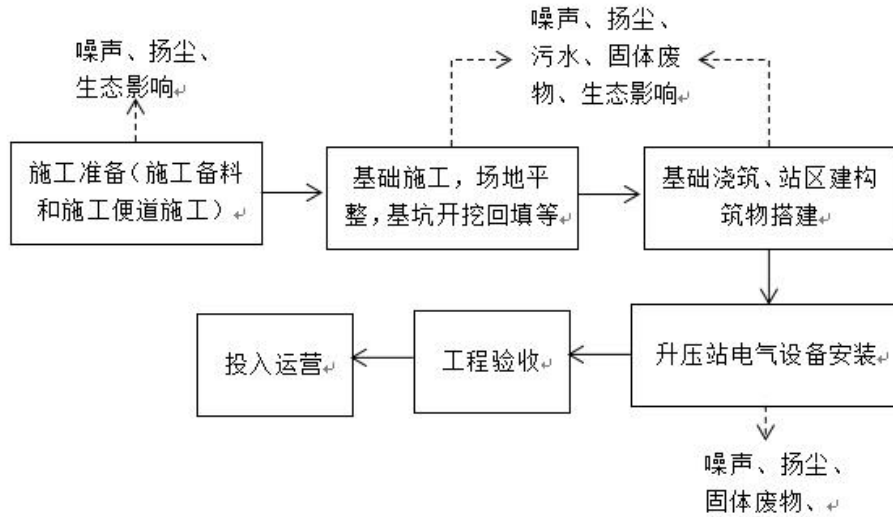 噪声、扬尘、
生态影响
噪声、扬尘、
污水、固体废
物、生态影响
施工准备（施工备料
和施工便道施工）
基础施工，场地平
整，基坑开挖回填等
基础浇筑、站区建构
筑物搭建
投入运营
工程验收
升压站电气设备安装
噪声、扬尘、
固体废物、